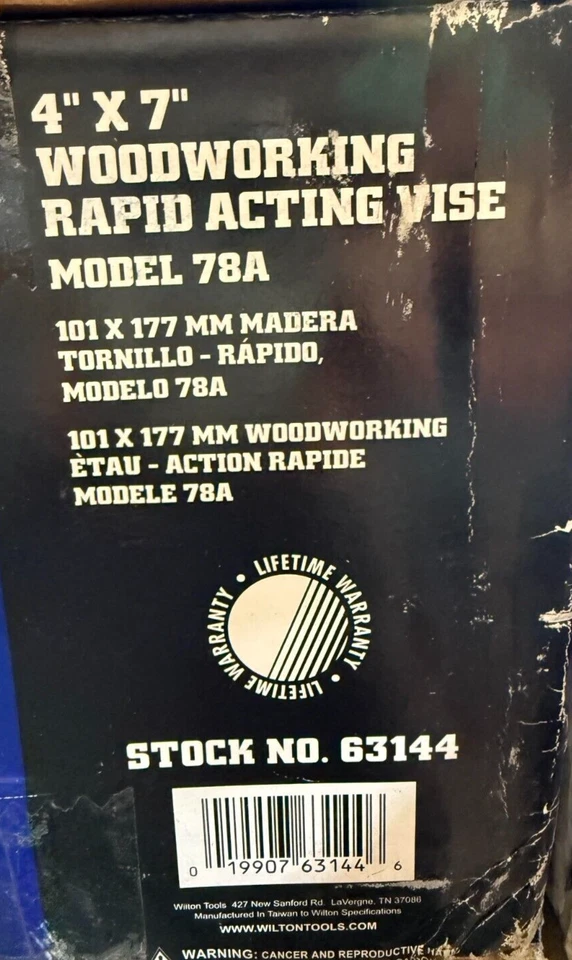 4" X 7"
WOODWORKING
RAPID ACTING VISE
MODEL 78A
101 X 177 MM MADERA
TORNILLO - RÁPIDO,
MODELO 78A
101 X 177 MM WOODWORKING
ÈTAU - ACTION RAPIDE
MODELE 78A
• LIFETIME WARRANTY • LIFETIME WARRANTY
STOCK NO. 63144
0 19907 63144 6
Wilton Tools 427 New Sanford Rd. LaVergne, TN 37086
Manufactured In Taiwan to Wilton Specifications
WWW.WILTONTOOLS.COM
WARNING: CANCER AND REPRODUCTIVE